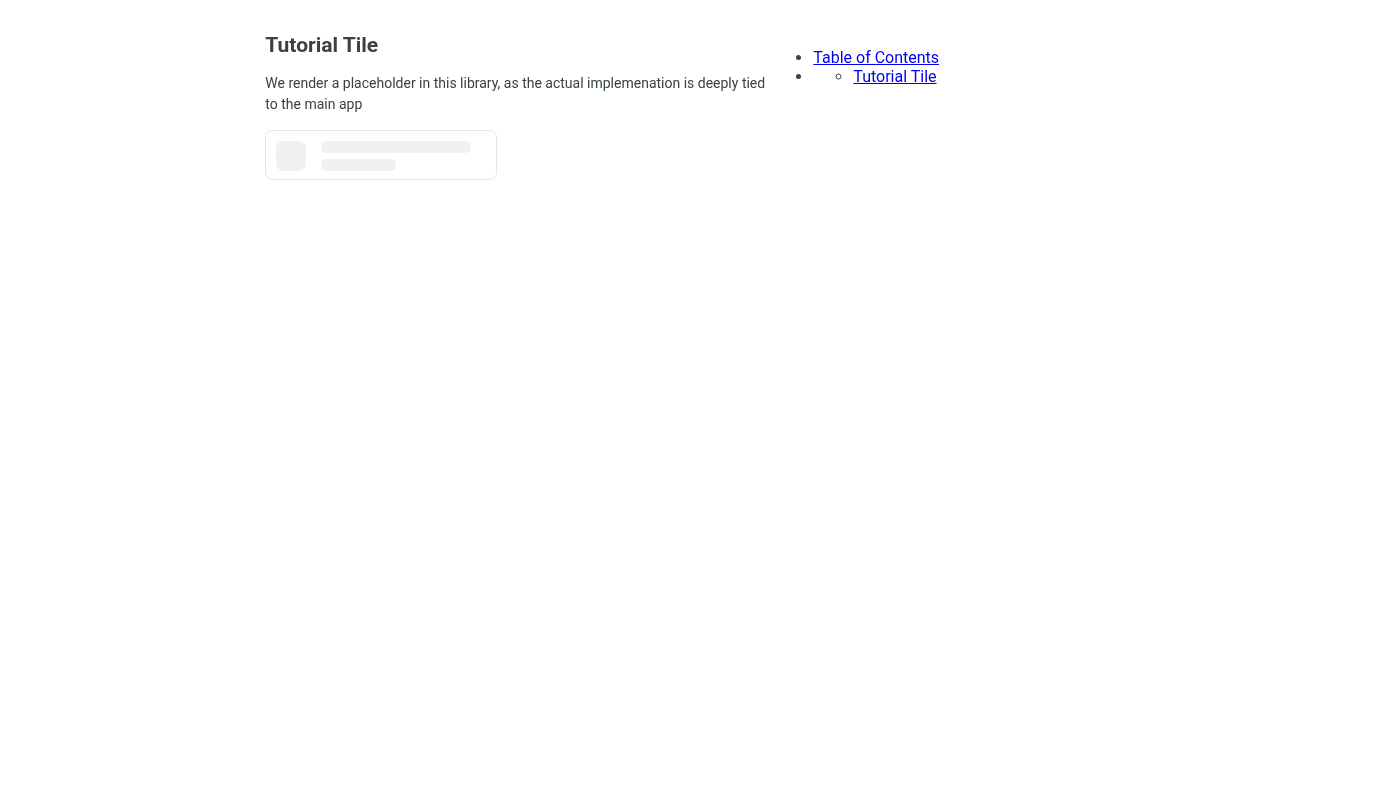 Tutorial Tile
We render a placeholder in this library, as the actual implemenation is deeply tied
to the main app
Table of Contents
Tutorial Tile